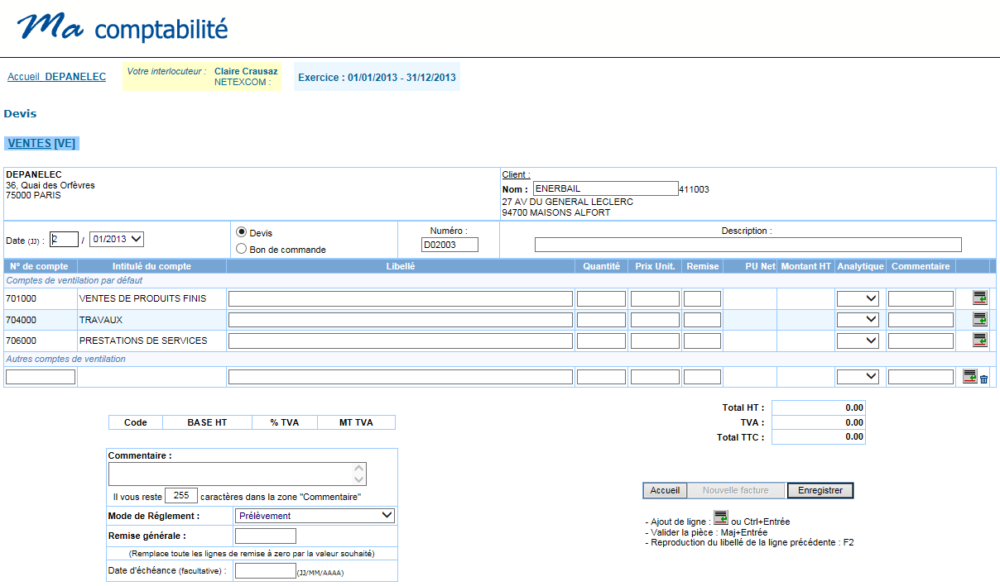 Ma comptabilité
Accueil DEPANELEC
Votre interlocuteur : Claire Crausaz
NETEXCOM :
Exercice : 01/01/2013 - 31/12/2013
Devis
VENTES [VE]
DEPANELEC
36, Quai des Orfèvres
75000 PARIS
Client :
Nom : ENERBAIL 411003
27 AV DU GENERAL LECLERC
94700 MAISONS ALFORT
Date (JJ) : 2 / 01/2013
Devis
Bon de commande
Numéro :
D02003
Description :
N° de compte Intitulé du compte Libellé Quantité Prix Unit. Remise PU Net Montant HT Analytique Commentaire
Comptes de ventilation par défaut
701000 VENTES DE PRODUITS FINIS
704000 TRAVAUX
706000 PRESTATIONS DE SERVICES
Autres comptes de ventilation
Total HT : 0.00
TVA : 0.00
Total TTC : 0.00
Code BASE HT % TVA MT TVA
Commentaire :
Il vous reste 255 caractères dans la zone "Commentaire"
Mode de Réglement : Prélèvement
Remise générale :
(Remplace toute les lignes de remise à zero par la valeur souhaité)
Date d'échéance (facultative) : (JJ/MM/AAAA)
Accueil Nouvelle facture Enregistrer
- Ajout de ligne : ou Ctrl+Entrée
- Valider la pièce : Maj+Entrée
- Reproduction du libellé de la ligne précédente : F2